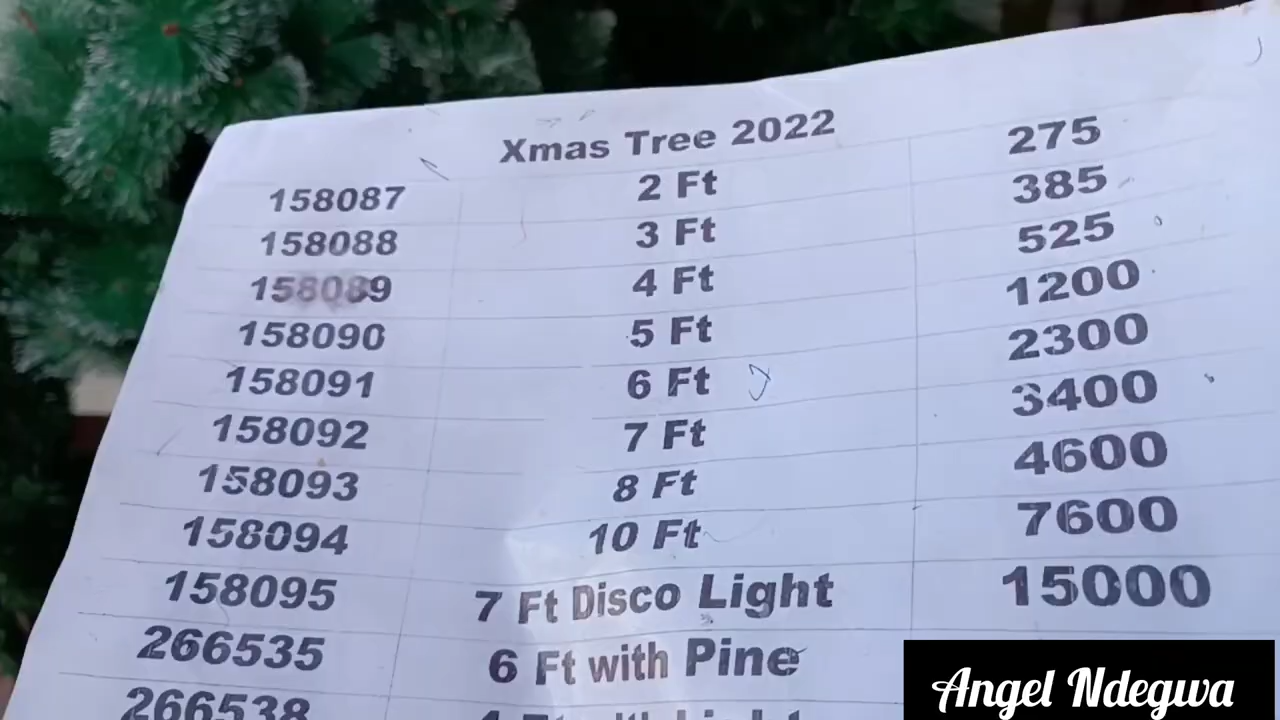 Xmas Tree 2022
158087 2 Ft 275
158088 3 Ft 385
158089 4 Ft 525
158090 5 Ft 1200
158091 6 Ft 2300
158092 7 Ft 3400
158093 8 Ft 4600
158094 10 Ft 7600
158095 7 Ft Disco Light 15000
266535 6 Ft with Pine
266538
Angel Ndegwa